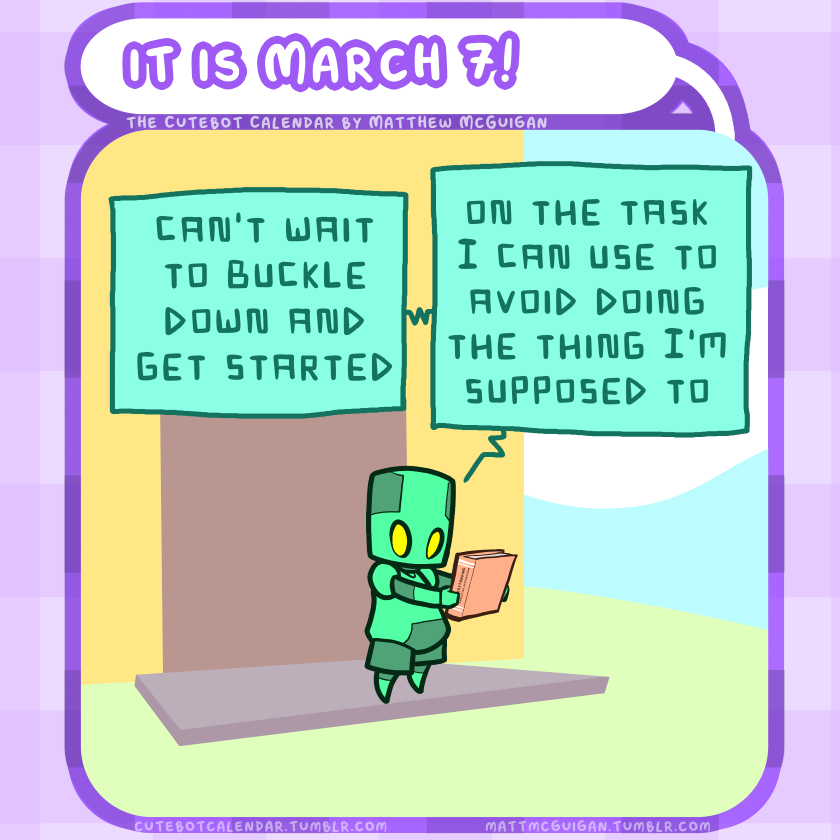 IT IS MARCH 7!
THE CUTEBOT CALENDAR BY MATTHEW MCGUIGAN
CAN'T WAIT
TO BUCKLE
DOWN AND
GET STARTED
ON THE TASK
I CAN USE TO
AVOID DOING
THE THING I'M
SUPPOSED TO
CUTEBOTCALENDAR.TUMBLR.COM
MATTMCGUIGAN.TUMBLR.COM